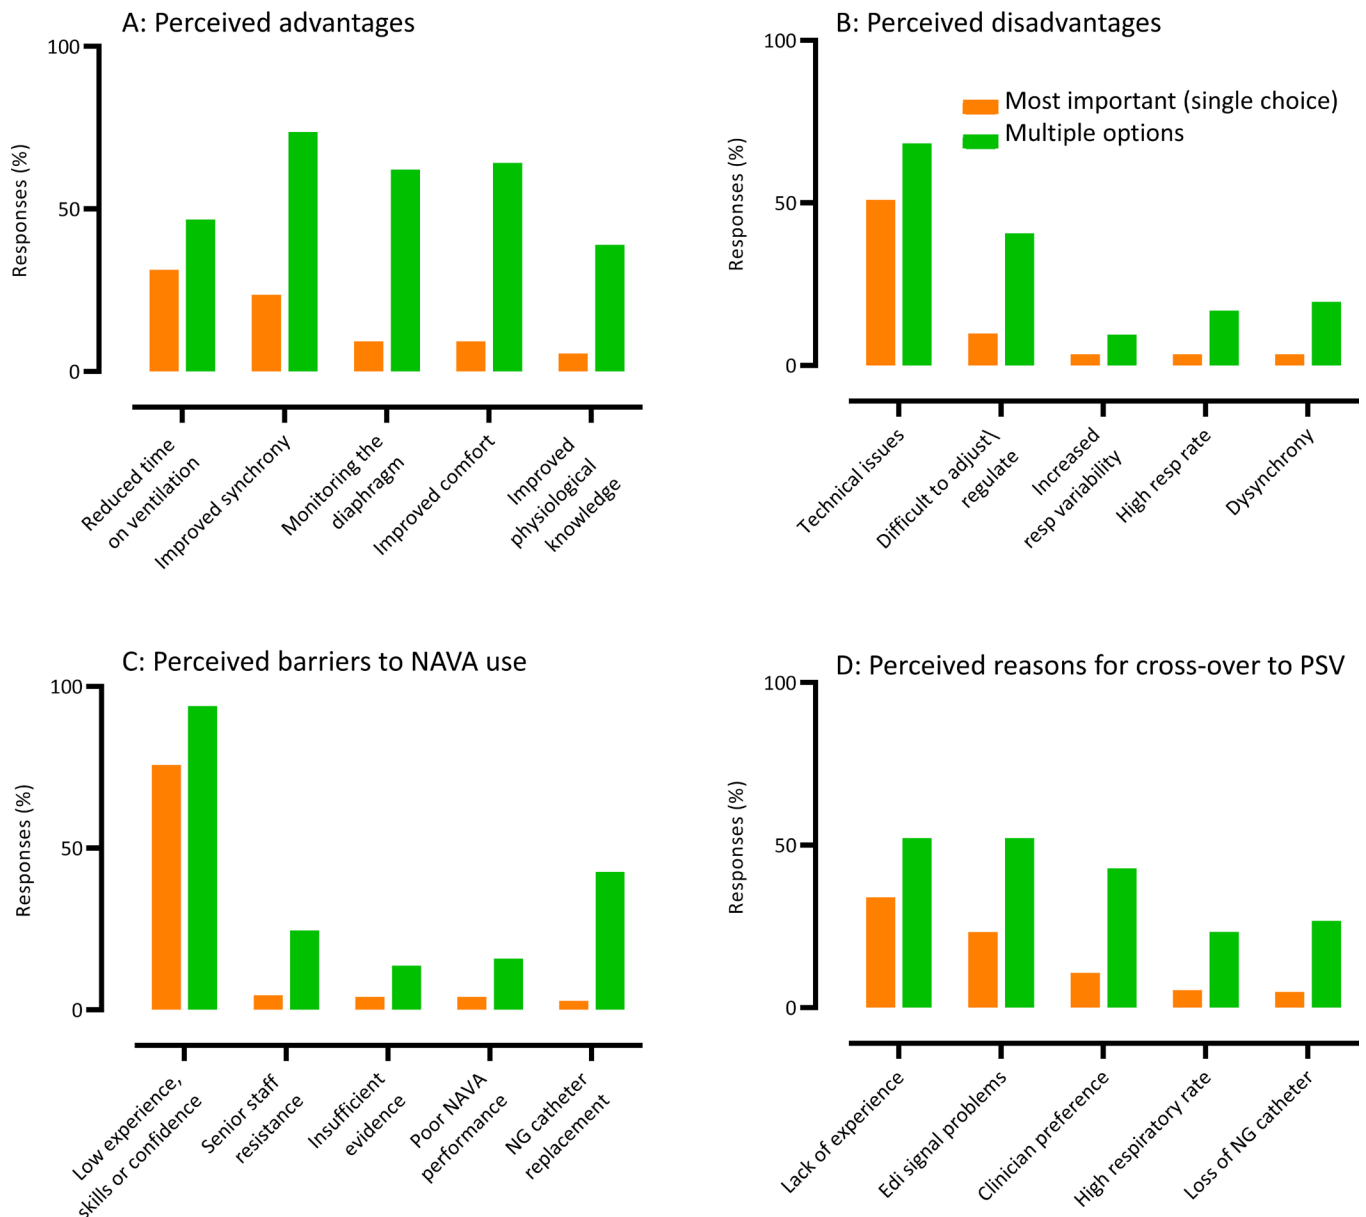 A: Perceived advantages
100
50
0
Responses (%)
Reduced time
on ventilation
Improved synchrony
Monitoring the
diaphragm
Improved comfort
Improved
physiological
knowledge
B: Perceived disadvantages
Most important (single choice)
Multiple options
100
50
0
Responses (%)
Technical issues
Difficult to adjust\
regulate
Increased
resp variability
High resp rate
Dysynchrony
C: Perceived barriers to NAVA use
100
50
0
Responses (%)
Low experience,
skills or confidence
Senior staff
resistance
Insufficient
evidence
Poor NAVA
performance
NG catheter
replacement
D: Perceived reasons for cross-over to PSV
100
50
0
Responses (%)
Lack of experience
Edi signal problems
Clinician preference
High respiratory rate
Loss of NG catheter